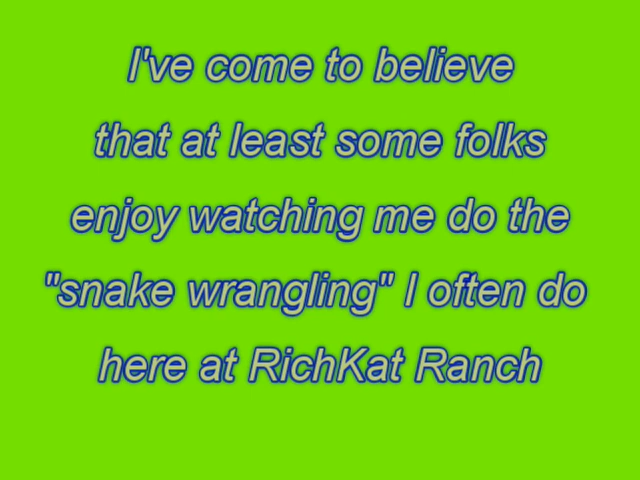 I've come to believe
that at least some folks
enjoy watching me do the
"snake wrangling" I often do
here at RichKat Ranch